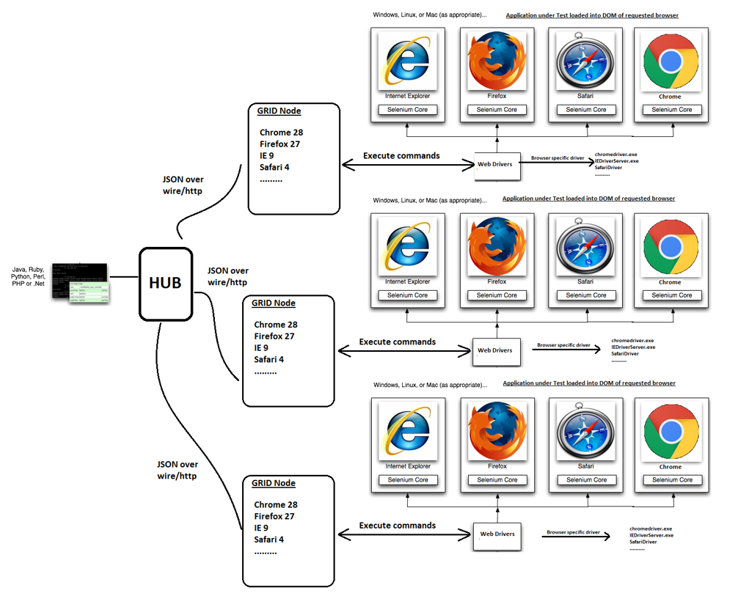 Windows, Linux, or Mac (as appropriate)...
Application under Test loaded into DOM of requested browser
Internet Explorer
Firefox
Safari
Chrome
Selenium Core
Selenium Core
Selenium Core
Selenium Core
GRID Node
Chrome 28
Firefox 27
IE 9
Safari 4
.........
Execute commands
Web Drivers
Browser specific driver
chromedriver.exe
IEDriverServer.exe
SafariDriver
.........
JSON over
wire/http
Java, Ruby,
Python, Perl,
PHP or .Net
HUB
JSON over
wire/http
Windows, Linux, or Mac (as appropriate)...
Application under Test loaded into DOM of requested browser
Internet Explorer
Firefox
Safari
Chrome
Selenium Core
Selenium Core
Selenium Core
Selenium Core
GRID Node
Chrome 28
Firefox 27
IE 9
Safari 4
.........
Execute commands
Web Drivers
Browser specific driver
chromedriver.exe
IEDriverServer.exe
SafariDriver
.........
Windows, Linux, or Mac (as appropriate)...
Application under Test loaded into DOM of requested browser
Internet Explorer
Firefox
Safari
Chrome
Selenium Core
Selenium Core
Selenium Core
Selenium Core
JSON over
wire/http
GRID Node
Chrome 28
Firefox 27
IE 9
Safari 4
.........
Execute commands
Web Drivers
Browser specific driver
chromedriver.exe
IEDriverServer.exe
SafariDriver
.........